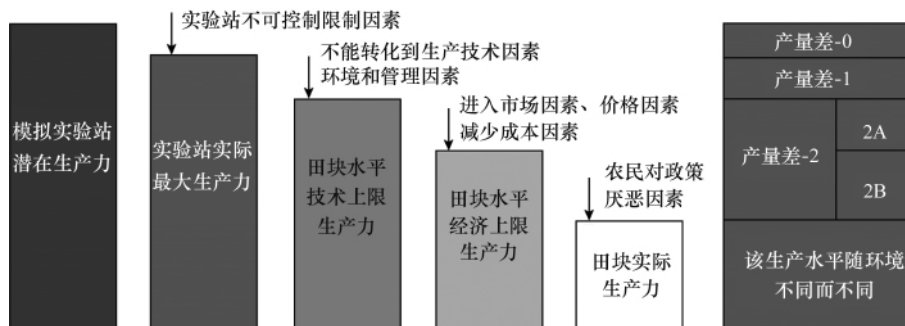 实验站不可控制限制因素
不能转化到生产技术因素
环境和管理因素
进入市场因素、价格因素
减少成本因素
农民对政策
厌恶因素
模拟实验站
潜在生产力
实验站实际
最大生产力
田块水平
技术上限
生产力
田块水平
经济上限
生产力
田块实际
生产力
产量差-0
产量差-1
产量差-2
2A
2B
该生产水平随环境
不同而不同